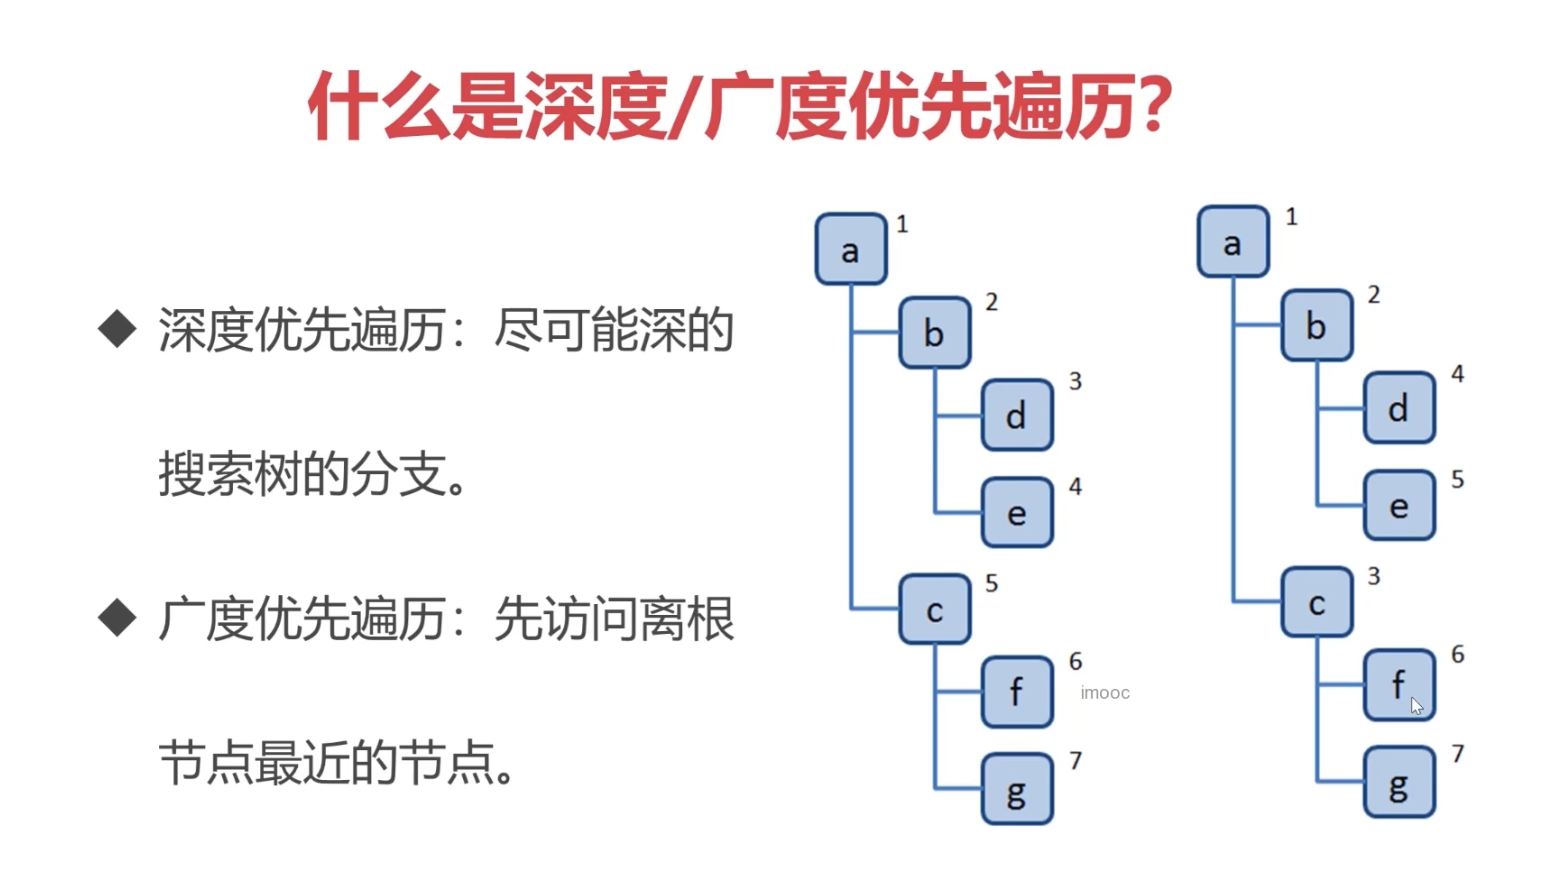 什么是深度/广度优先遍历?
◆ 深度优先遍历：尽可能深的
搜索树的分支。
◆ 广度优先遍历：先访问离根
节点最近的节点。
a 1
b 2
d 3
e 4
c 5
f 6
imooc
g 7
a 1
b 2
d 4
e 5
c 3
f 6
g 7